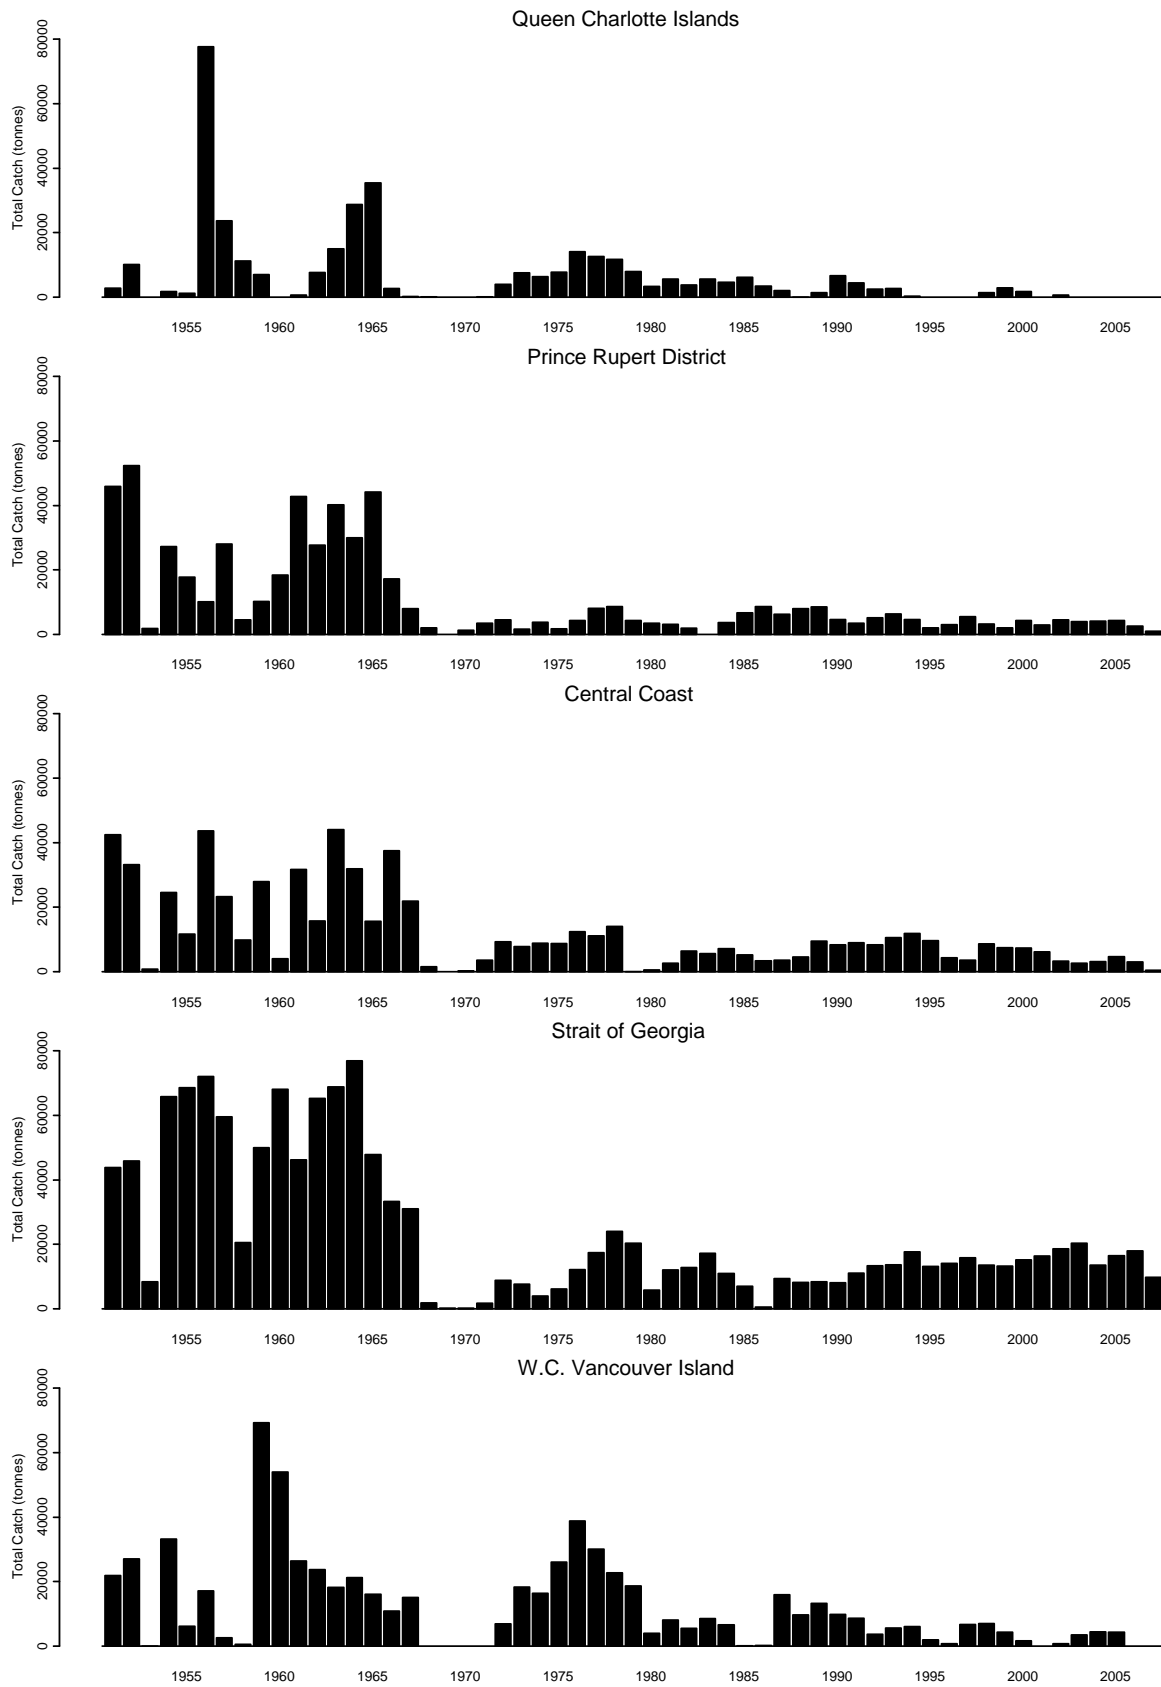 Queen Charlotte Islands
Total Catch (tonnes)
0 20000 40000 60000 80000
1955 1960 1965 1970 1975 1980 1985 1990 1995 2000 2005
Prince Rupert District
Total Catch (tonnes)
0 20000 40000 60000 80000
1955 1960 1965 1970 1975 1980 1985 1990 1995 2000 2005
Central Coast
Total Catch (tonnes)
0 20000 40000 60000 80000
1955 1960 1965 1970 1975 1980 1985 1990 1995 2000 2005
Strait of Georgia
Total Catch (tonnes)
0 20000 40000 60000 80000
1955 1960 1965 1970 1975 1980 1985 1990 1995 2000 2005
W.C. Vancouver Island
Total Catch (tonnes)
0 20000 40000 60000 80000
1955 1960 1965 1970 1975 1980 1985 1990 1995 2000 2005